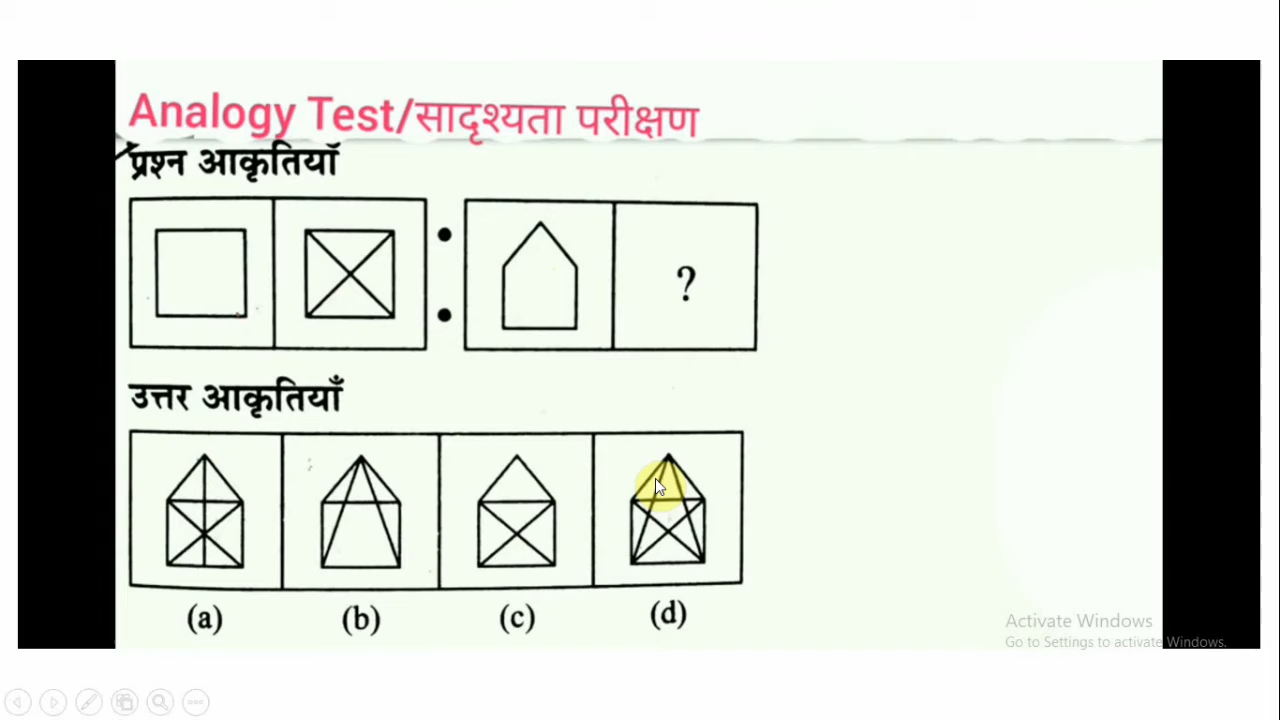 Analogy Test/सादृश्यता परीक्षण
प्रश्न आकृतियाँ
?
उत्तर आकृतियाँ
(a) (b) (c) (d)
Activate Windows
Go to Settings to activate Windows.